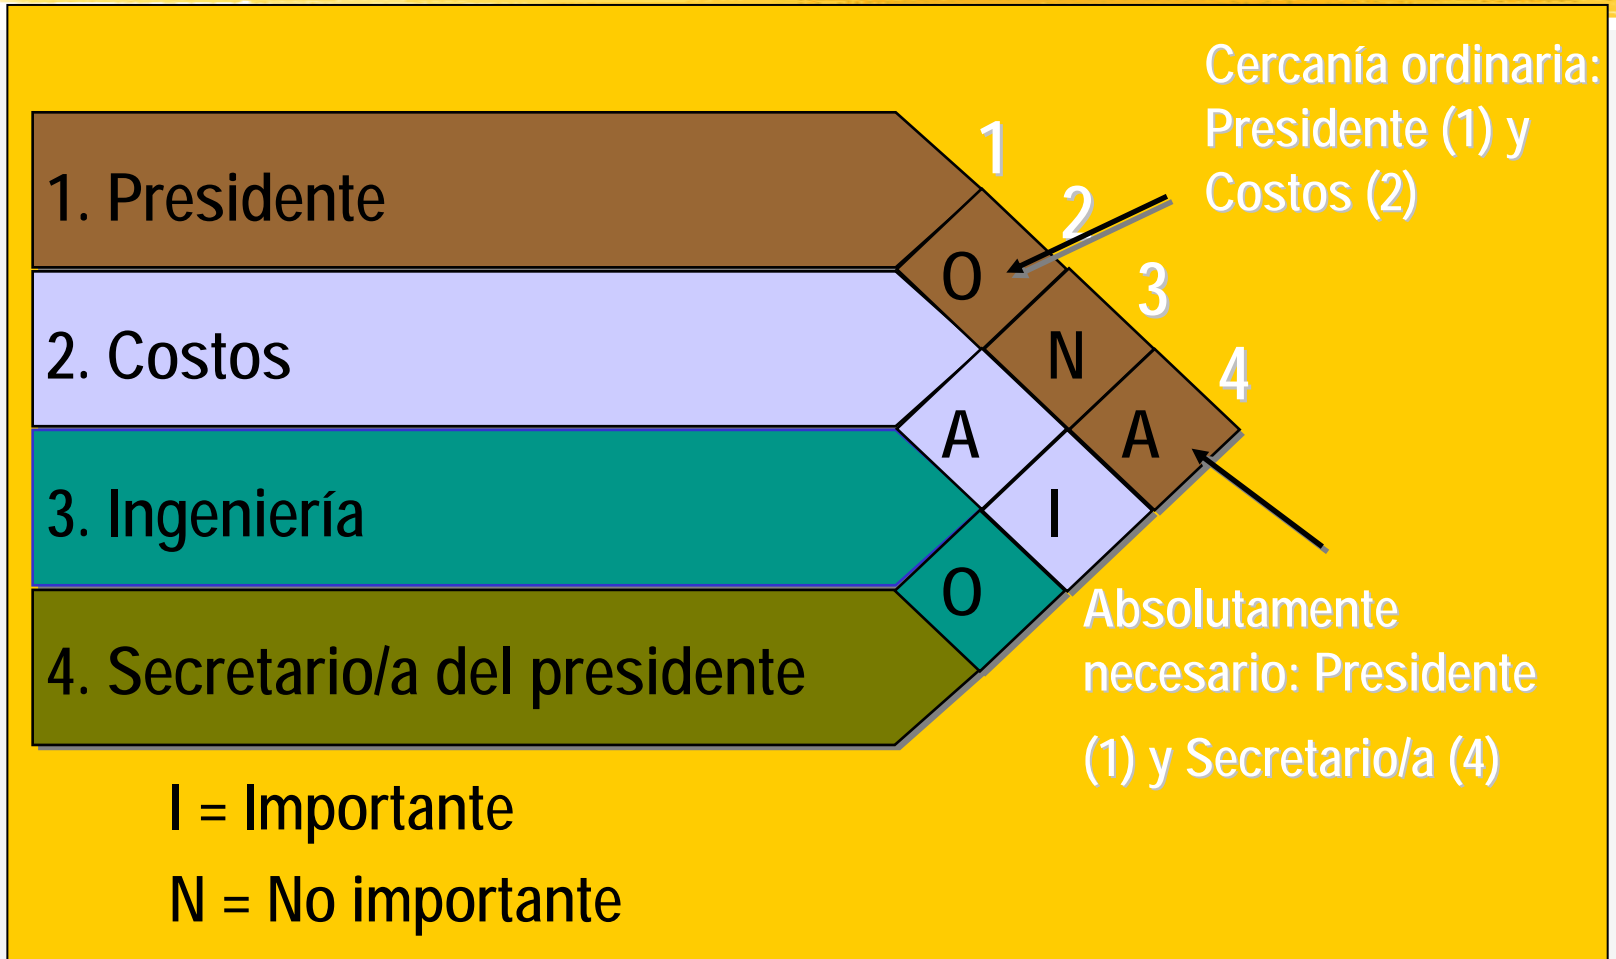 Cercanía ordinaria:
Presidente (1) y
Costos (2)
1
2
3
4
1. Presidente
O
2. Costos
N
A
A
3. Ingeniería
I
O
4. Secretario/a del presidente
Absolutamente
necesario: Presidente
(1) y Secretario/a (4)
I = Importante
N = No importante